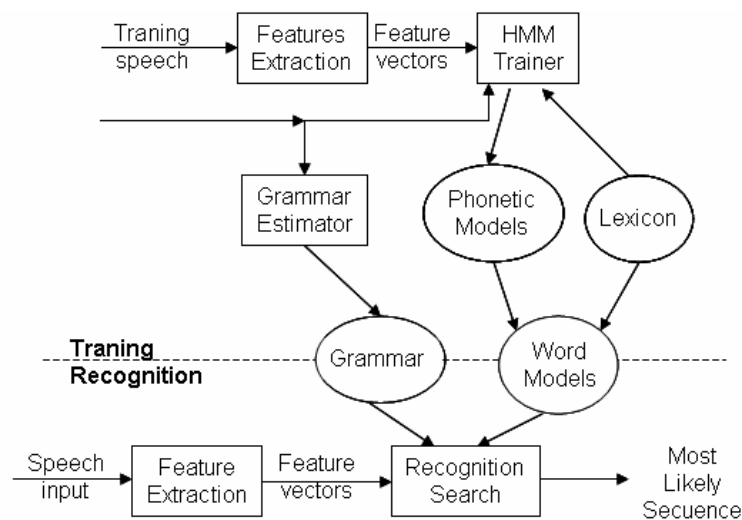 Traning
speech
Features
Extraction
Feature
vectors
HMM
Trainer
Grammar
Estimator
Phonetic
Models
Lexicon
Grammar
Word
Models
Traning
Recognition
Speech
input
Feature
Extraction
Feature
vectors
Recognition
Search
Most
Likely
Secuence